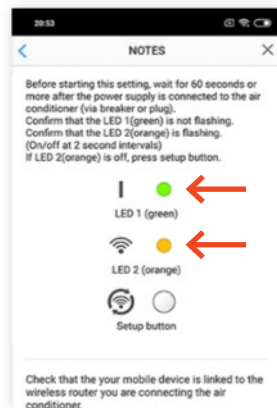 20:53
NOTES
Before starting this setting, wait for 60 seconds or
more after the power supply is connected to the air
conditioner (via breaker or plug).
Confirm that the LED 1(green) is not flashing.
Confirm that the LED 2(orange) is flashing.
(On/off at 2 second intervals)
If LED 2(orange) is off, press setup button.
LED 1 (green)
LED 2 (orange)
Setup button
Check that the your mobile device is linked to the
wireless router you are connecting the air
conditioner.